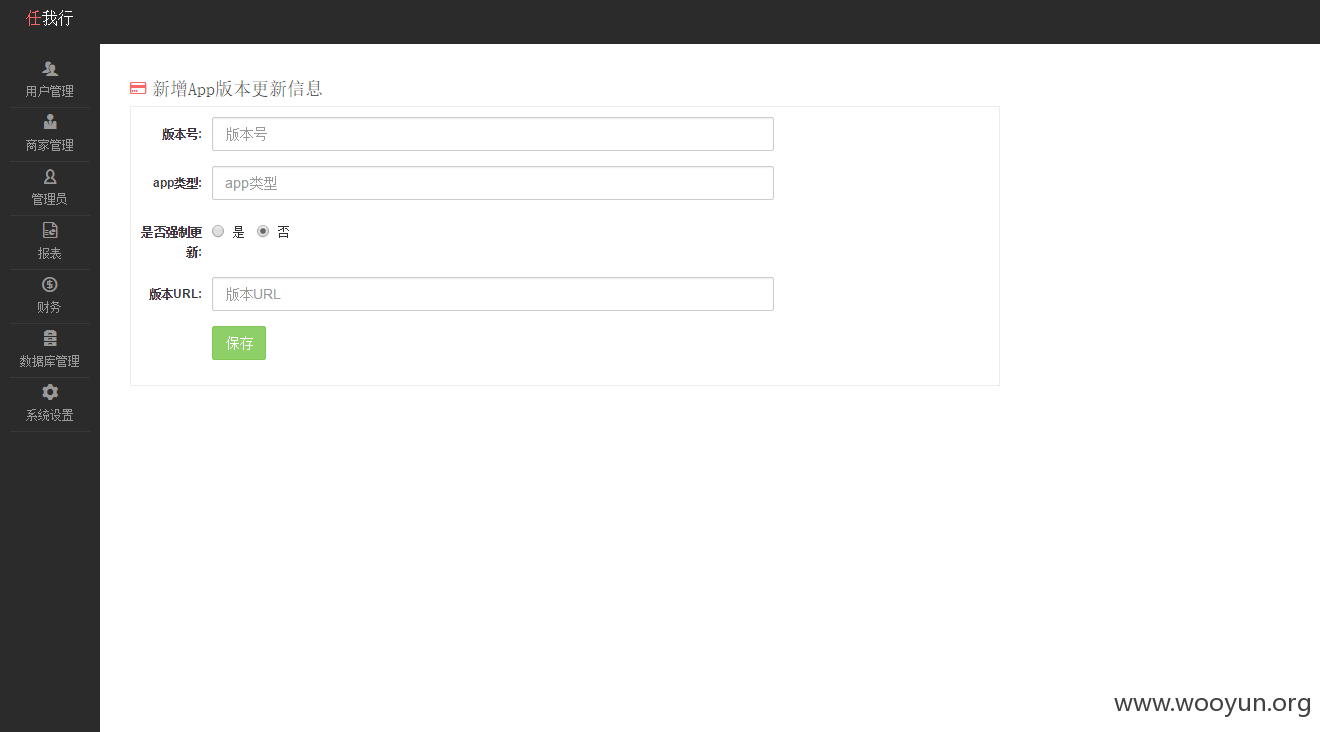 任我行
用户管理
商家管理
管理员
报表
财务
数据库管理
系统设置
新增App版本更新信息
版本号:
版本号
app类型:
app类型
是否强制更
新:
是
否
版本URL:
版本URL
保存
www.wooyun.org